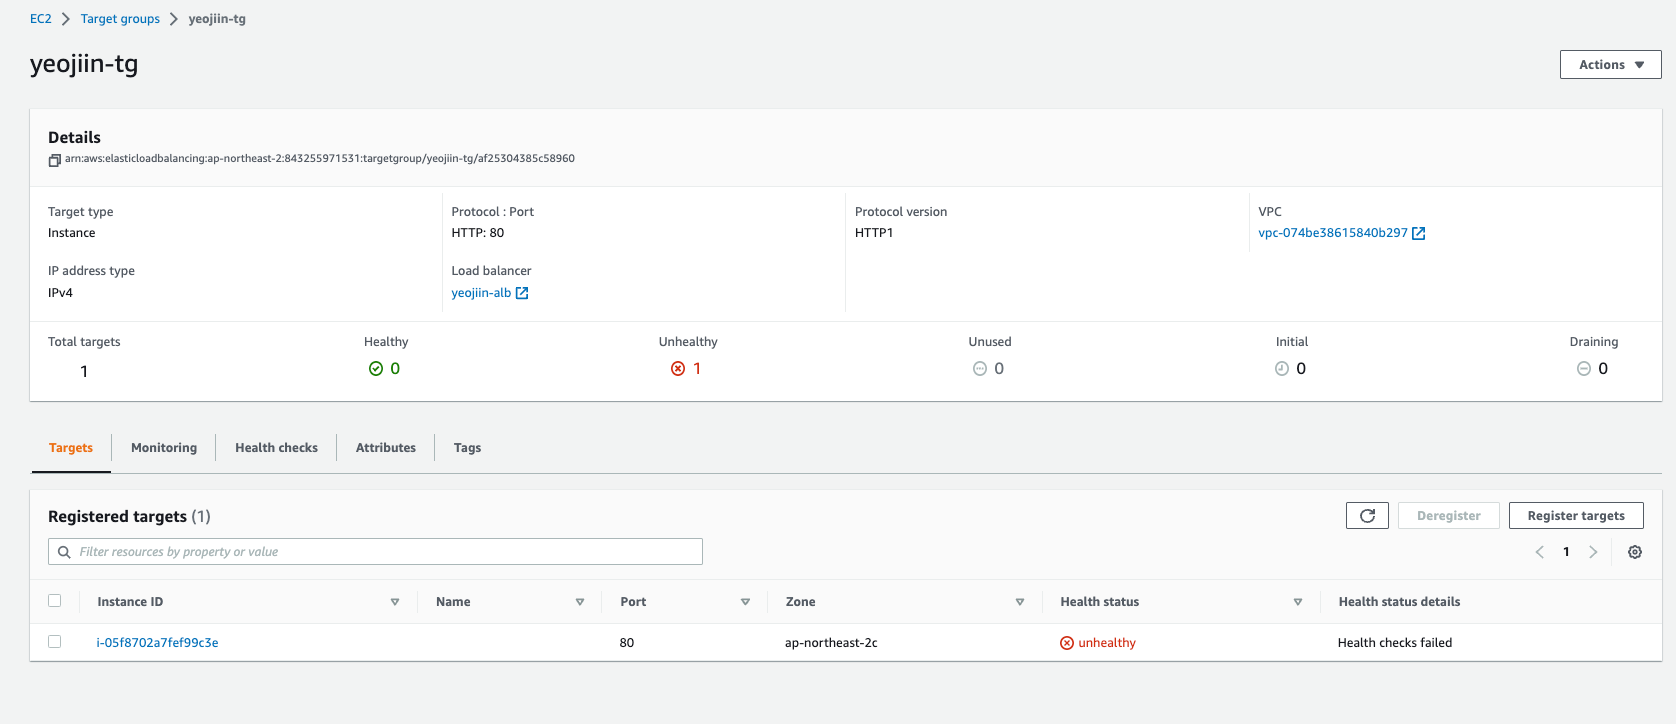 EC2 > Target groups > yeojiin-tg
yeojiin-tg
Actions
Details
arn:aws:elasticloadbalancing:ap-northeast-2:843255971531:targetgroup/yeojiin-tg/af25304385c58960
Target type Protocol : Port Protocol version VPC
Instance HTTP: 80 HTTP1 vpc-074be38615840b297
IP address type Load balancer
IPv4 yeojiin-alb
Total targets Healthy Unhealthy Unused Initial Draining
1 0 1 0 0 0
Targets Monitoring Health checks Attributes Tags
Registered targets (1) Deregister Register targets
Filter resources by property or value 1
Instance ID Name Port Zone Health status Health status details
i-05f8702a7fef99c3e 80 ap-northeast-2c unhealthy Health checks failed